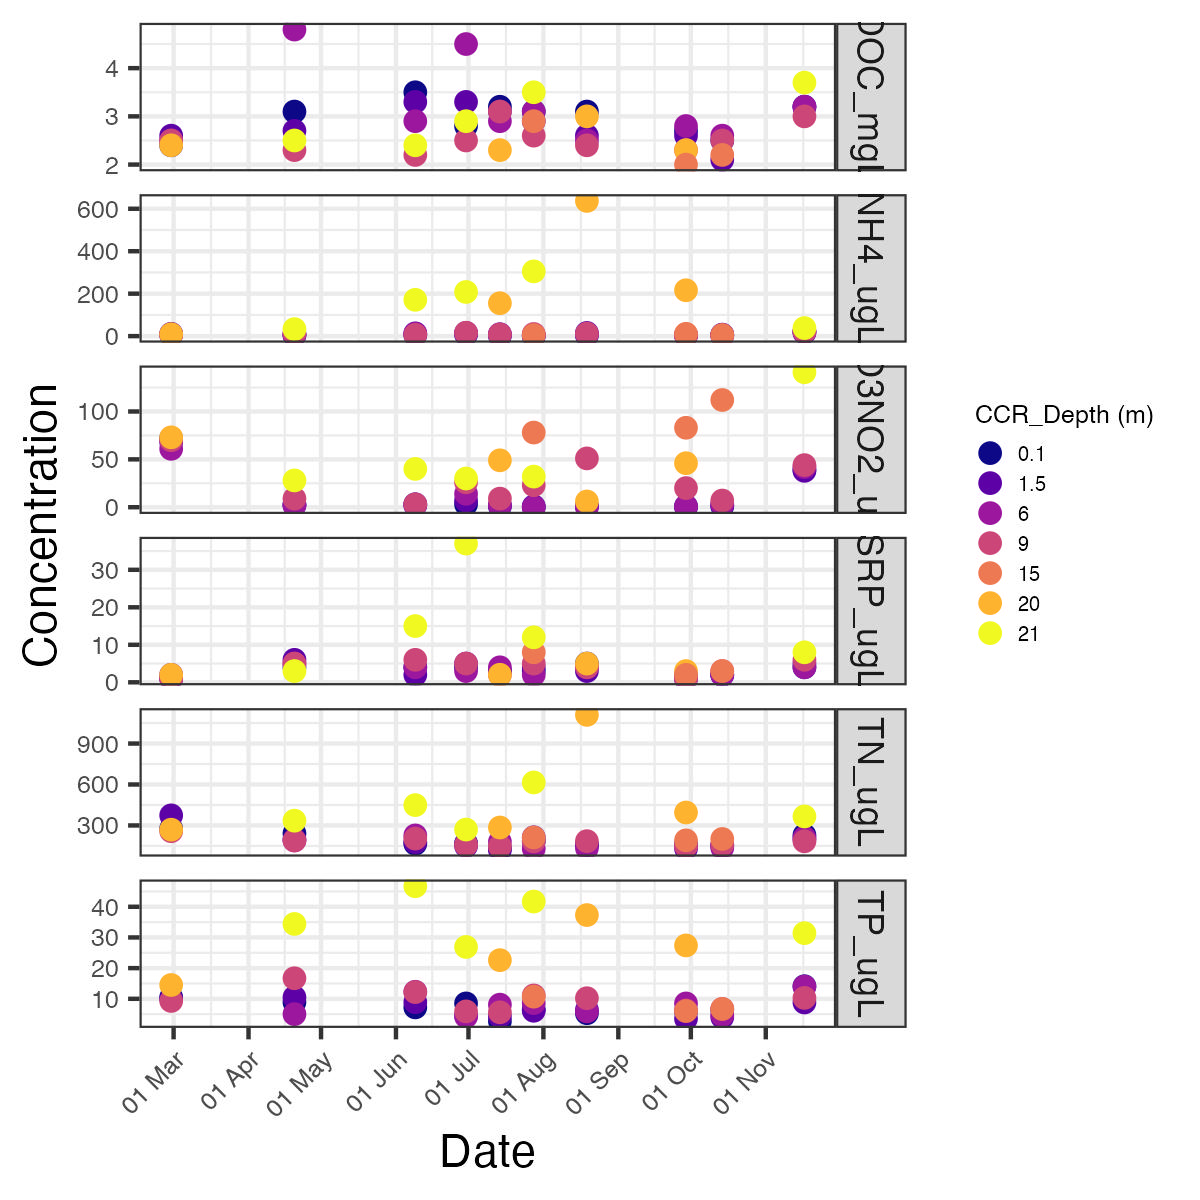 4
3
2
DOC_mgL
600
400
200
0
NH4_ugL
100
50
0
O3NO2_u
30
20
10
0
SRP_ugL
900
600
300
TN_ugL
40
30
20
10
TP_ugL
01 Mar
01 Apr
01 May
01 Jun
01 Jul
01 Aug
01 Sep
01 Oct
01 Nov
Date
Concentration
CCR_Depth (m)
0.1
1.5
6
9
15
20
21